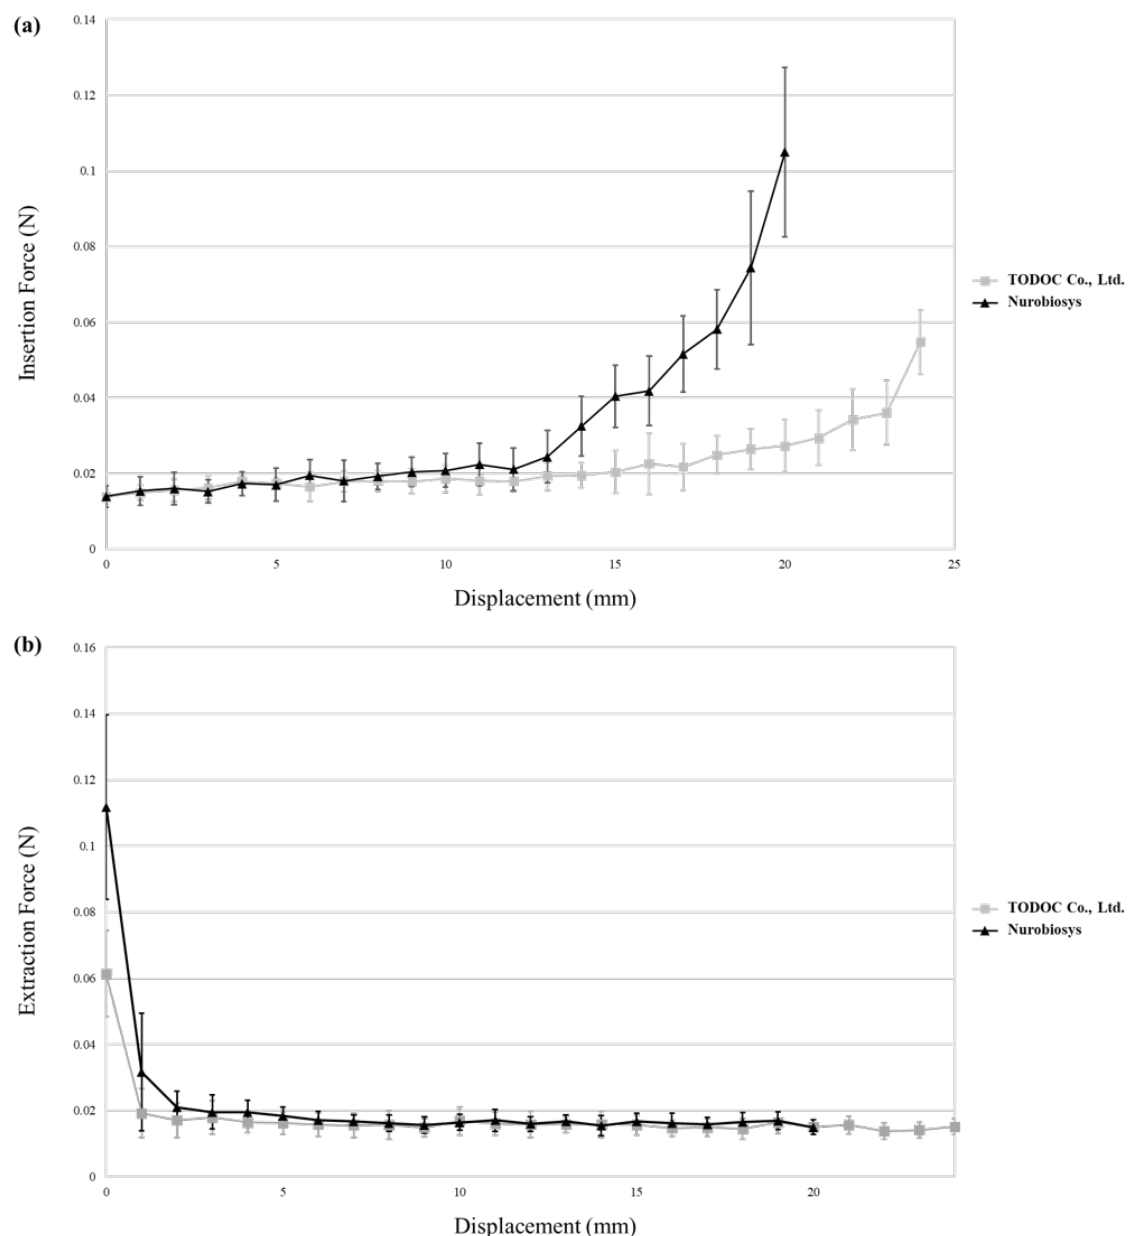 (a)
0.14
0.12
0.1
0.08
0.06
0.04
0.02
0
Insertion Force (N)
0 5 10 15 20 25
Displacement (mm)
TODOC Co., Ltd.
Nurobiosys
(b)
0.16
0.14
0.12
0.1
0.08
0.06
0.04
0.02
0
Extraction Force (N)
0 5 10 15 20
Displacement (mm)
TODOC Co., Ltd.
Nurobiosys